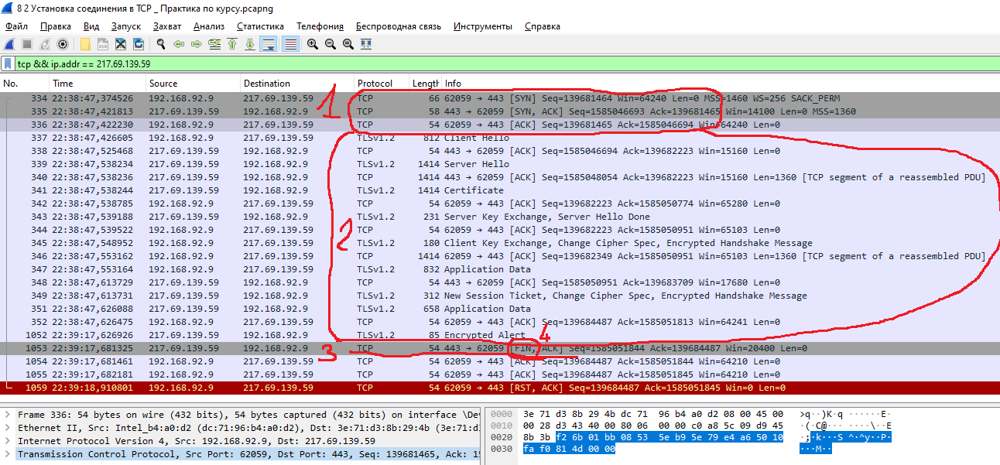 8 2 Установка соединения в TCP _ Практика по курсу.pcapng
Файл Правка Вид Запуск Захват Анализ Статистика Телефония Беспроводная связь Инструменты Справка
tcp && ip.addr == 217.69.139.59
No. Time Source Destination Protocol Length Info
334 22:38:47,374526 192.168.92.9 217.69.139.59 TCP 66 62059 → 443 [SYN] Seq=139681464 Win=64240 Len=0 MSS=1460 WS=256 SACK_PERM
335 22:38:47,421813 217.69.139.59 192.168.92.9 TCP 58 443 → 62059 [SYN, ACK] Seq=1585046693 Ack=139681465 Win=14100 Len=0 MSS=1360
1
336 22:38:47,422230 192.168.92.9 217.69.139.59 TCP 54 62059 → 443 [ACK] Seq=139681465 Ack=1585046694 Win=64240 Len=0
337 22:38:47,426605 192.168.92.9 217.69.139.59 TLSv1.2 812 Client Hello
338 22:38:47,525468 217.69.139.59 192.168.92.9 TCP 54 443 → 62059 [ACK] Seq=1585046694 Ack=139682223 Win=15160 Len=0
339 22:38:47,538234 217.69.139.59 192.168.92.9 TLSv1.2 1414 Server Hello
340 22:38:47,538236 217.69.139.59 192.168.92.9 TCP 1414 443 → 62059 [ACK] Seq=1585048054 Ack=139682223 Win=15160 Len=1360 [TCP segment of a reassembled PDU]
341 22:38:47,538244 217.69.139.59 192.168.92.9 TLSv1.2 1414 Certificate
342 22:38:47,538785 192.168.92.9 217.69.139.59 TCP 54 62059 → 443 [ACK] Seq=139682223 Ack=1585050774 Win=65280 Len=0
343 22:38:47,539188 217.69.139.59 192.168.92.9 TLSv1.2 231 Server Key Exchange, Server Hello Done
344 22:38:47,539522 192.168.92.9 217.69.139.59 TCP 54 62059 → 443 [ACK] Seq=139682223 Ack=1585050951 Win=65103 Len=0
2
345 22:38:47,548952 192.168.92.9 217.69.139.59 TLSv1.2 180 Client Key Exchange, Change Cipher Spec, Encrypted Handshake Message
346 22:38:47,553162 192.168.92.9 217.69.139.59 TCP 1414 62059 → 443 [ACK] Seq=139682349 Ack=1585050951 Win=65103 Len=1360 [TCP segment of a reassembled PDU]
347 22:38:47,553164 192.168.92.9 217.69.139.59 TLSv1.2 832 Application Data
348 22:38:47,613729 217.69.139.59 192.168.92.9 TCP 54 443 → 62059 [ACK] Seq=1585050951 Ack=139683709 Win=17680 Len=0
349 22:38:47,613731 217.69.139.59 192.168.92.9 TLSv1.2 312 New Session Ticket, Change Cipher Spec, Encrypted Handshake Message
351 22:38:47,626088 217.69.139.59 192.168.92.9 TLSv1.2 658 Application Data
352 22:38:47,626475 192.168.92.9 217.69.139.59 TCP 54 62059 → 443 [ACK] Seq=139684487 Ack=1585051813 Win=64241 Len=0
1052 22:39:17,626926 217.69.139.59 192.168.92.9 TLSv1.2 85 Encrypted Alert
4
1053 22:39:17,681325 217.69.139.59 192.168.92.9 TCP 54 443 → 62059 [FIN, ACK] Seq=1585051844 Ack=139684487 Win=20400 Len=0
3
1054 22:39:17,681461 192.168.92.9 217.69.139.59 TCP 54 62059 → 443 [ACK] Seq=139684487 Ack=1585051844 Win=64210 Len=0
1055 22:39:17,682181 192.168.92.9 217.69.139.59 TCP 54 62059 → 443 [ACK] Seq=139684487 Ack=1585051845 Win=64210 Len=0
1059 22:39:18,910801 192.168.92.9 217.69.139.59 TCP 54 62059 → 443 [RST, ACK] Seq=139684487 Ack=1585051845 Win=0 Len=0
Frame 336: 54 bytes on wire (432 bits), 54 bytes captured (432 bits) on interface \De
Ethernet II, Src: Intel_b4:a0:d2 (dc:71:96:b4:a0:d2), Dst: 3e:71:d3:8b:29:4b (3e:71:d
Internet Protocol Version 4, Src: 192.168.92.9, Dst: 217.69.139.59
Transmission Control Protocol, Src Port: 62059, Dst Port: 443, Seq: 139681465, Ack: 1
0000 3e 71 d3 8b 29 4b dc 71 96 b4 a0 d2 08 00 45 00 >q··)K·q ······E·
0010 00 28 d3 43 40 00 80 06 00 00 c0 a8 5c 09 d9 45 ·(·C@··· ····\··E
0020 8b 3b f2 6b 01 bb 08 53 5e b9 5e 79 e4 a6 50 10 ·;·k···S ^·^y··P·
0030 fa f0 81 4d 00 00 ···M··